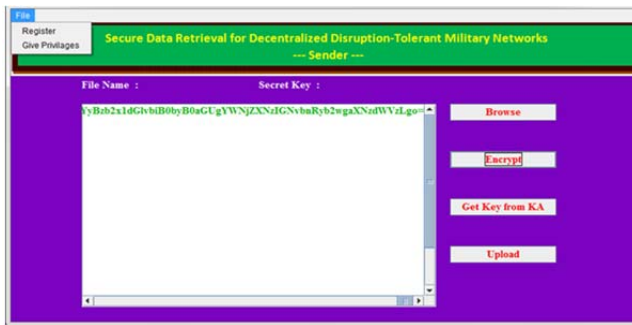 File
Register
Give Privilages
Secure Data Retrieval for Decentralized Disruption-Tolerant Military Networks
--- Sender ---
File Name :
Secret Key :
YyBzb2x1dGlvbiB0byB0aGUgYWNjZXNzIGNvbnRyb2wgaXNzdWVzLgo=
Browse
Encrypt
Get Key from KA
Upload